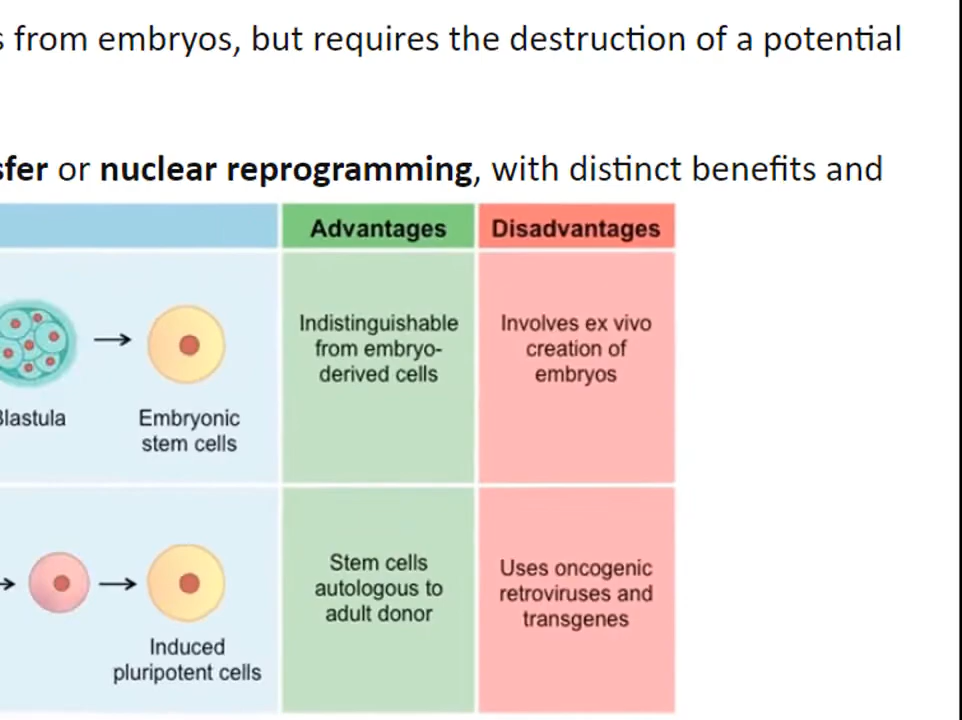 from embryos, but requires the destruction of a potential
or nuclear reprogramming, with distinct benefits and
Advantages Disadvantages
Indistinguishable
from embryo-
derived cells
Involves ex vivo
creation of
embryos
Embryonic
stem cells
Stem cells
autologous to
adult donor
Uses oncogenic
retroviruses and
transgenes
Induced
pluripotent cells